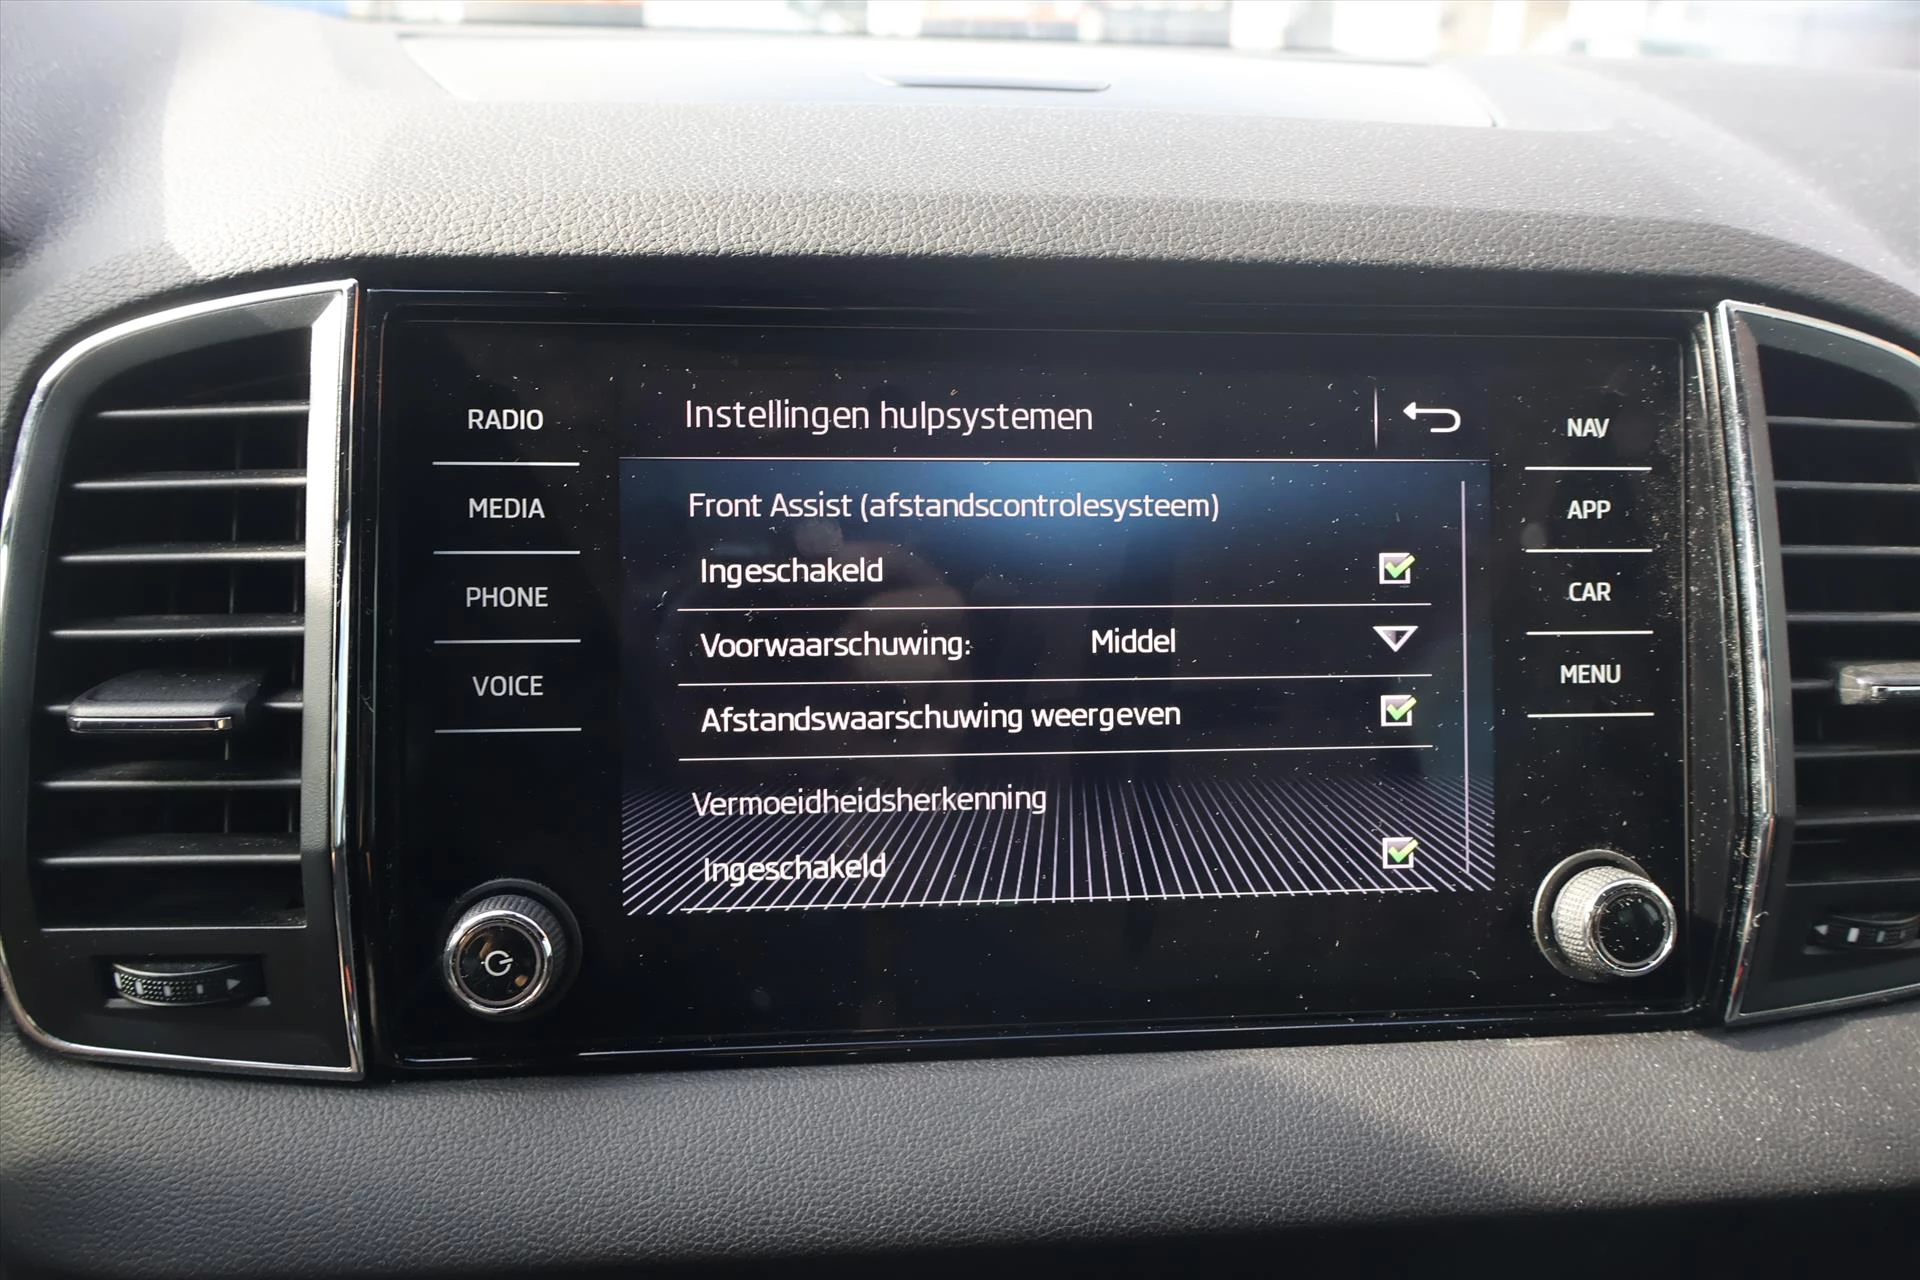 RADIO
MEDIA
PHONE
VOICE
Instellingen hulpsystemen
Front Assist (afstandscontrolesysteem)
Ingeschakeld
Voorwaarschuwing: Middel
Afstandswaarschuwing weergeven
Vermoeidheidsherkenning
Ingeschakeld
NAV
APP
CAR
MENU